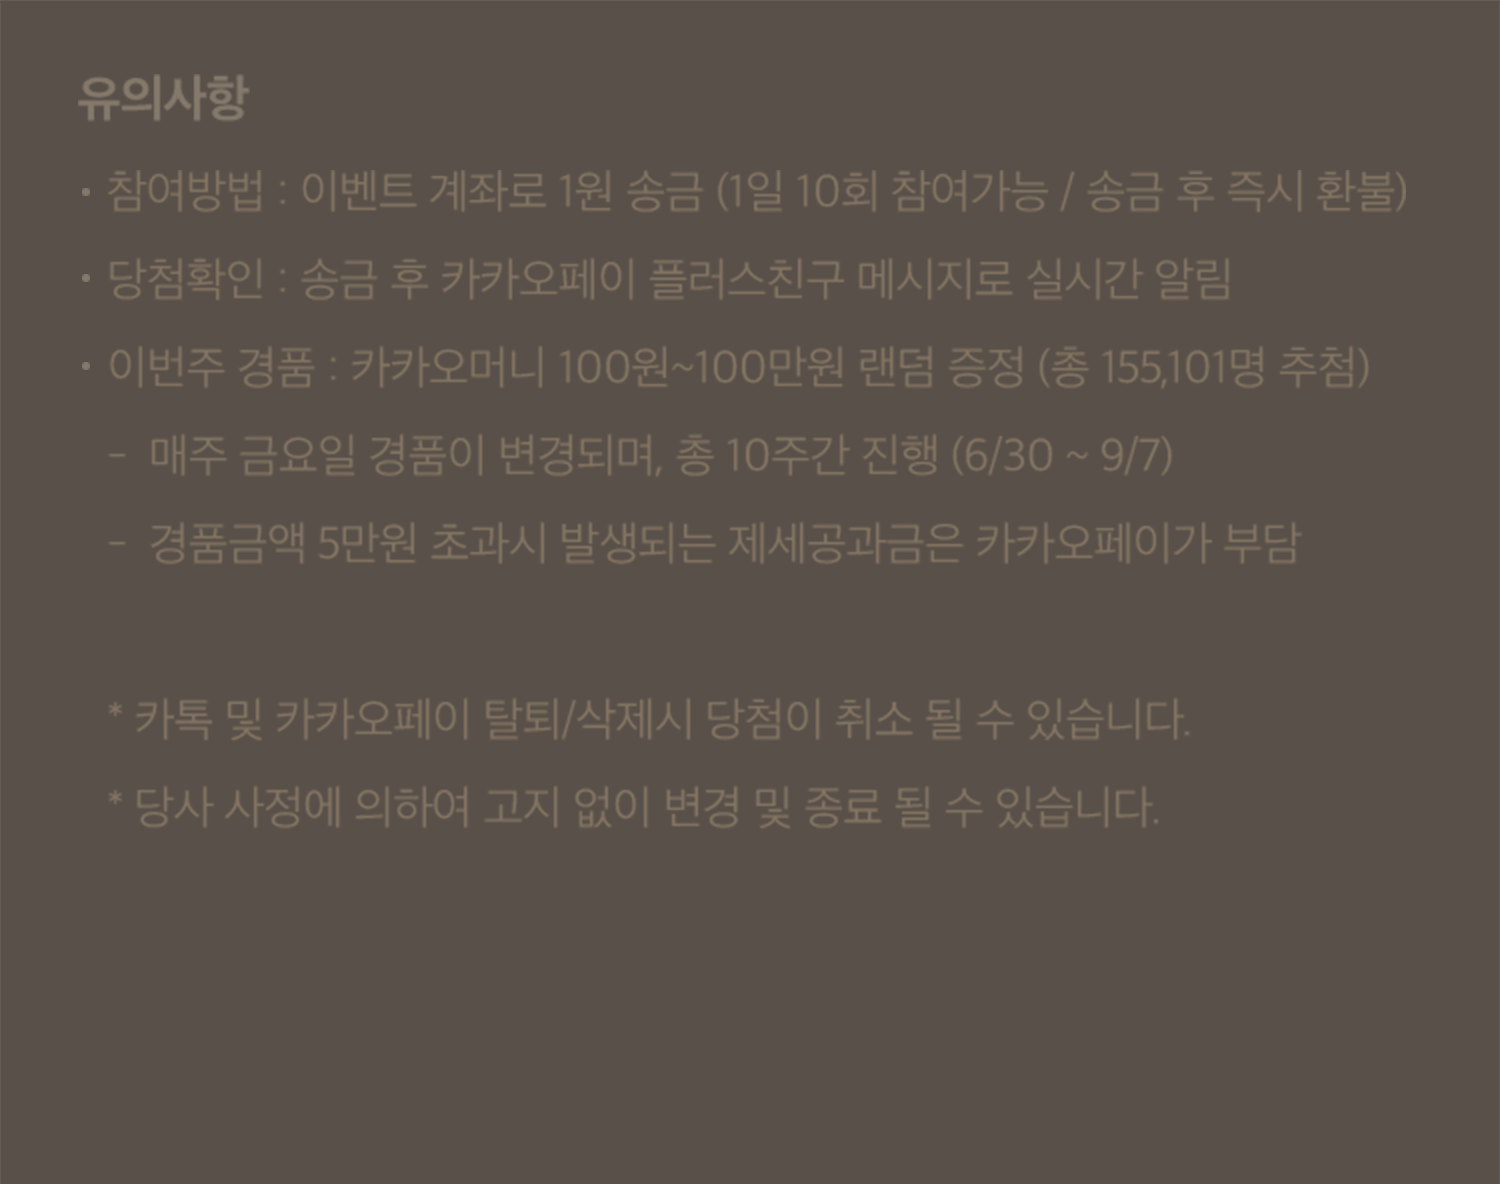 유의사항
• 참여방법 : 이벤트 계좌로 1원 송금 (1일 10회 참여가능 / 송금 후 즉시 환불)
• 당첨확인 : 송금 후 카카오페이 플러스친구 메시지로 실시간 알림
• 이번주 경품 : 카카오머니 100원~100만원 랜덤 증정 (총 155,101명 추첨)
– 매주 금요일 경품이 변경되며, 총 10주간 진행 (6/30 ~ 9/7)
– 경품금액 5만원 초과시 발생되는 제세공과금은 카카오페이가 부담
* 카톡 및 카카오페이 탈퇴/삭제시 당첨이 취소 될 수 있습니다.
* 당사 사정에 의하여 고지 없이 변경 및 종료 될 수 있습니다.